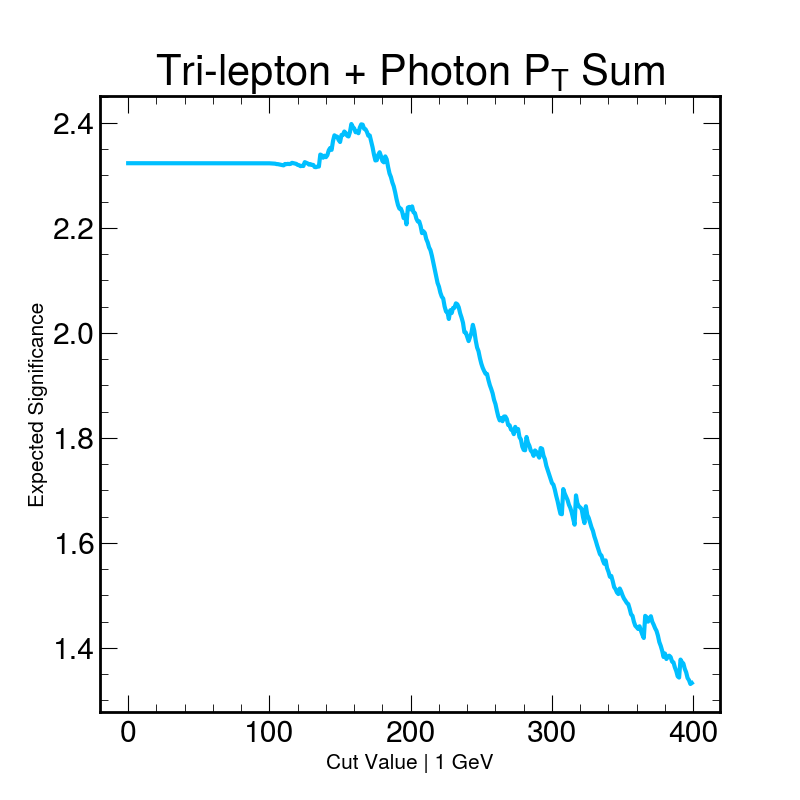 Tri-lepton + Photon P_T Sum
2.4
2.2
2.0
1.8
1.6
1.4
Expected Significance
0 100 200 300 400
Cut Value | 1 GeV